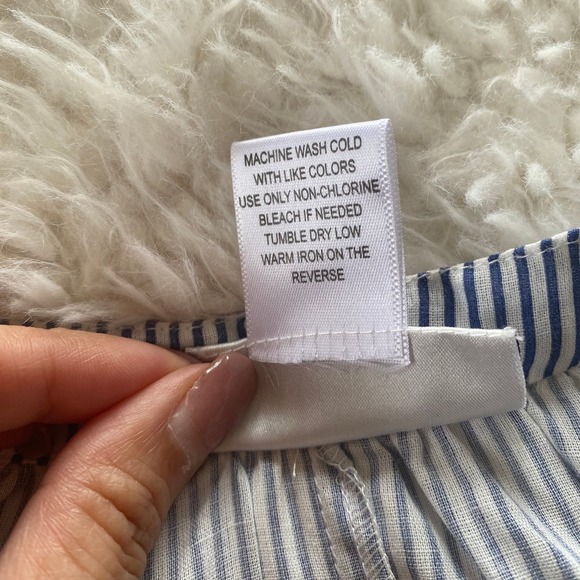 MACHINE WASH COLD
WITH LIKE COLORS
USE ONLY NON-CHLORINE
BLEACH IF NEEDED
TUMBLE DRY LOW
WARM IRON ON THE
REVERSE